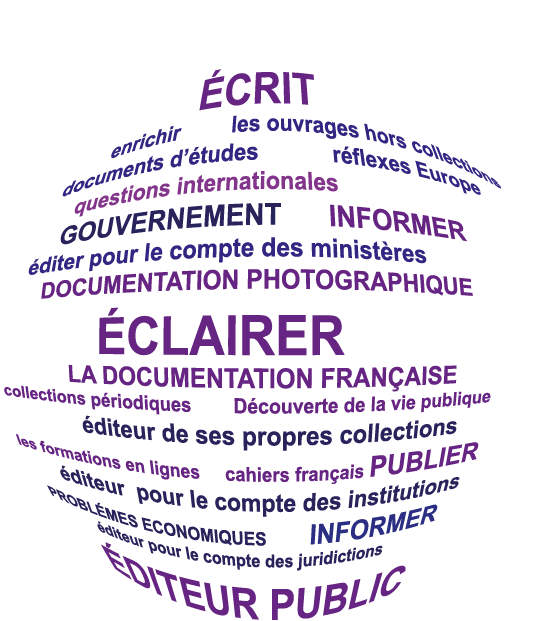 ÉCRIT
enrichir les ouvrages hors collections
documents d’études réflexes Europe
questions internationales
GOUVERNEMENT INFORMER
éditer pour le compte des ministères
DOCUMENTATION PHOTOGRAPHIQUE
ÉCLAIRER
LA DOCUMENTATION FRANÇAISE
collections périodiques Découverte de la vie publique
éditeur de ses propres collections
les formations en lignes cahiers français PUBLIER
éditeur pour le compte des institutions
PROBLÉMES ECONOMIQUES INFORMER
éditeur pour le compte des juridictions
ÉDITEUR PUBLIC